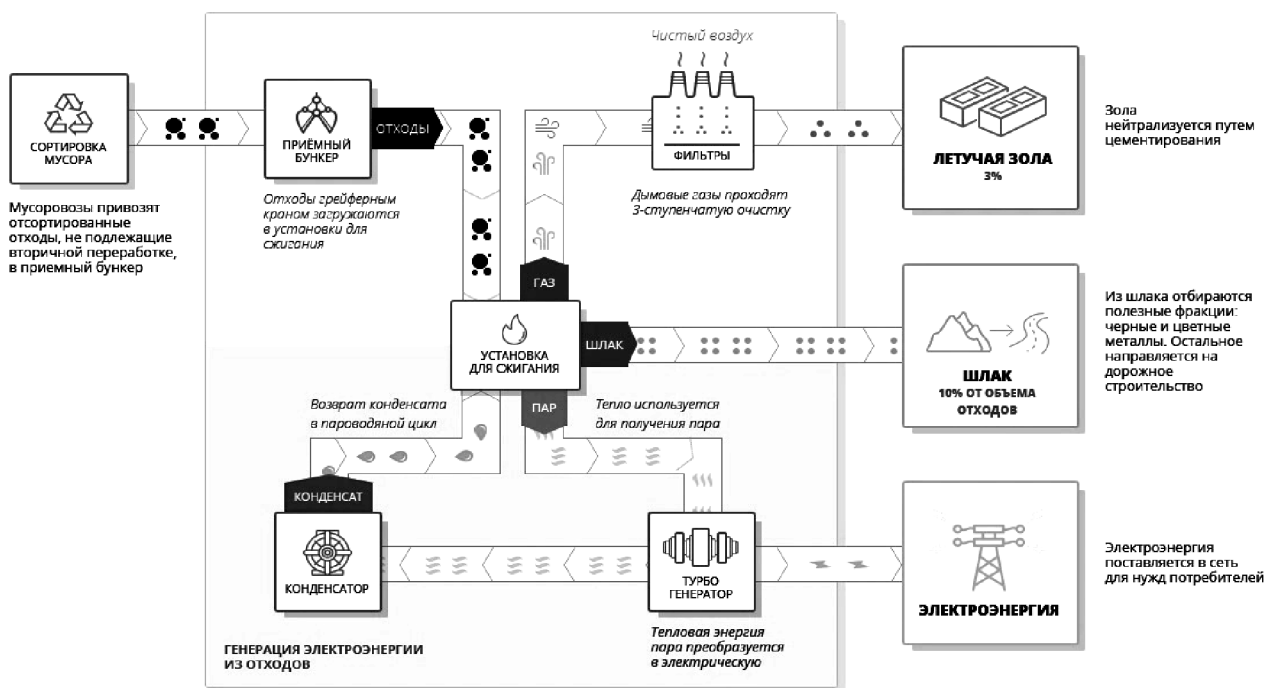 Чистый воздух
СОРТИРОВКА
МУСОРА
ПРИЁМНЫЙ
БУНКЕР
ОТХОДЫ
ФИЛЬТРЫ
ЛЕТУЧАЯ ЗОЛА
3%
Зола
нейтрализуется путем
цементирования
Мусоровозы привозят
отсортированные
отходы, не подлежащие
вторичной переработке,
в приемный бункер
Отходы грейферным
краном загружаются
в установки для
сжигания
Дымовые газы проходят
3-ступенчатую очистку
ГАЗ
УСТАНОВКА
ДЛЯ СЖИГАНИЯ
ШЛАК
ПАР
ШЛАК
10% ОТ ОБЪЕМА
ОТХОДОВ
Из шлака отбираются
полезные фракции:
черные и цветные
металлы. Остальное
направляется на
дорожное
строительство
Возврат конденсата
в пароводяной цикл
Тепло используется
для получения пара
КОНДЕНСАТ
КОНДЕНСАТОР
ТУРБО
ГЕНЕРАТОР
ЭЛЕКТРОЭНЕРГИЯ
Электроэнергия
поставляется в сеть
для нужд потребителей
Тепловая энергия
пара преобразуется
в электрическую
ГЕНЕРАЦИЯ ЭЛЕКТРОЭНЕРГИИ
ИЗ ОТХОДОВ